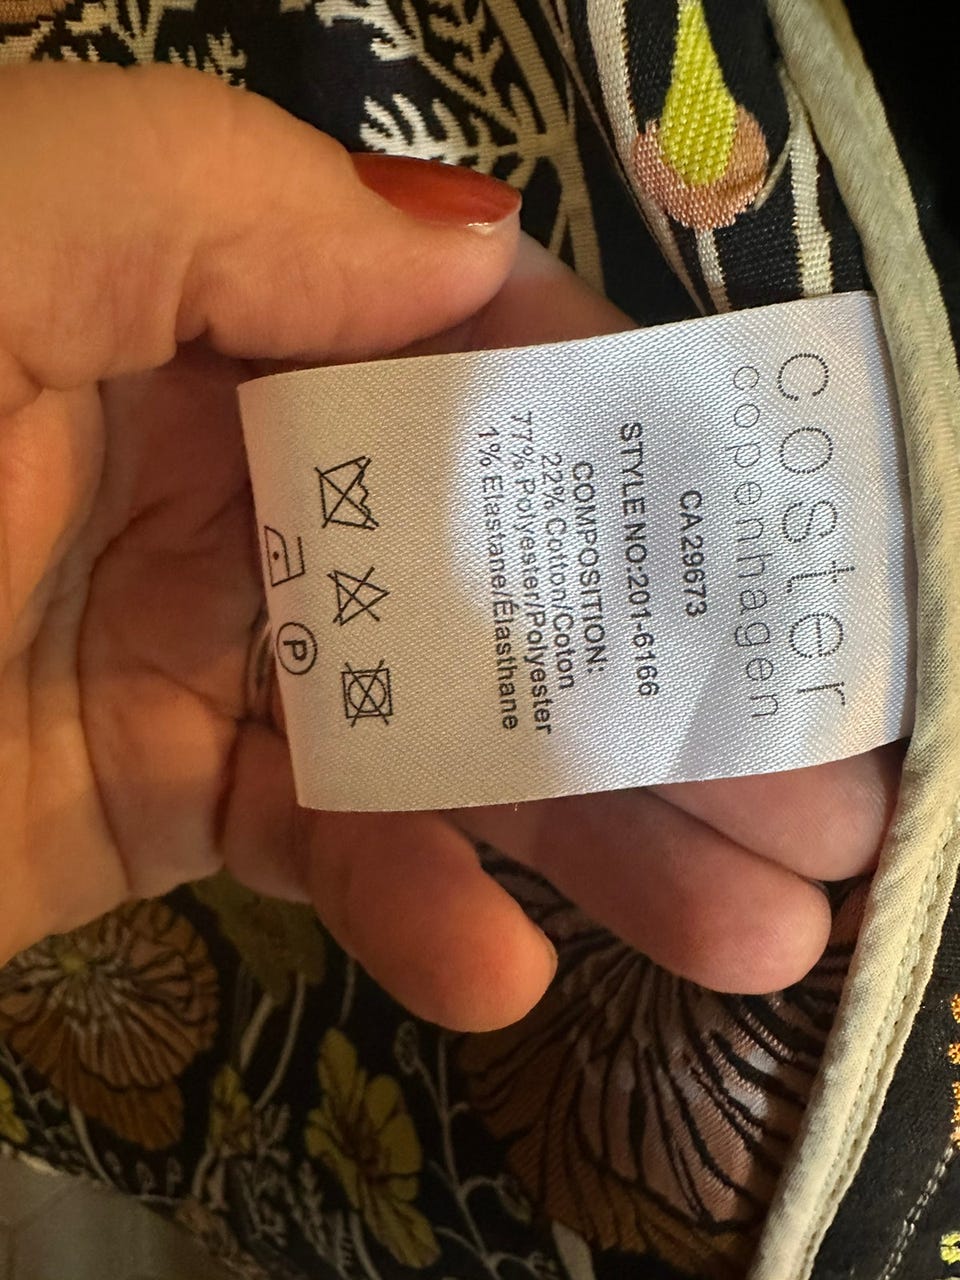 coster
copenhagen
CA29673
STYLE NO:201-6166
COMPOSITION:
22% Cotton/Coton
77% Polyester/Polyester
1% Elastane/Élasthane
P